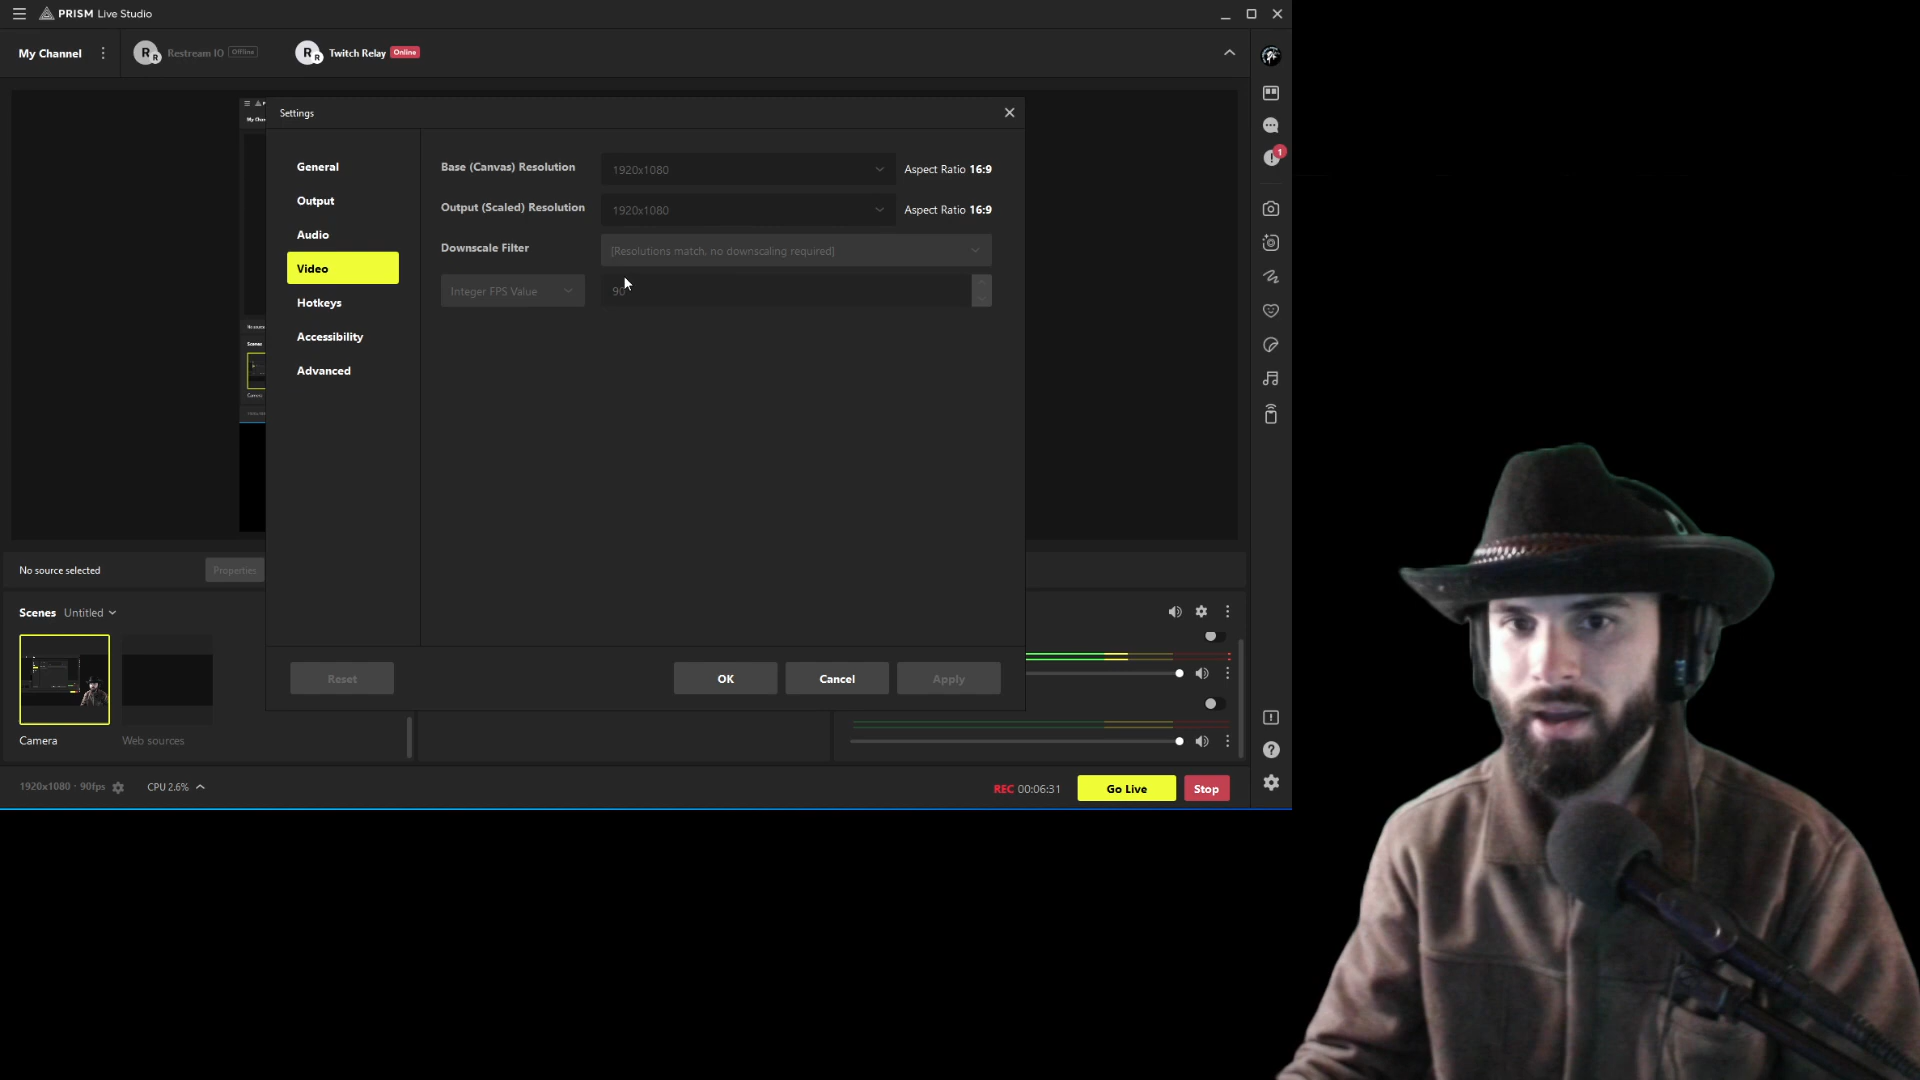 PRISM Live Studio
My Channel
R R Restream IO Offline
R R Twitch Relay Online
Settings
General
Output
Audio
Video
Hotkeys
Accessibility
Advanced
Base (Canvas) Resolution 1920x1080 Aspect Ratio 16:9
Output (Scaled) Resolution 1920x1080 Aspect Ratio 16:9
Downscale Filter [Resolutions match, no downscaling required]
Integer FPS Value 90
1
Reset OK Cancel Apply
No source selected Properties
Scenes Untitled
Camera Web sources
1920x1080 · 90fps CPU 2.6% REC 00:06:31 Go Live Stop